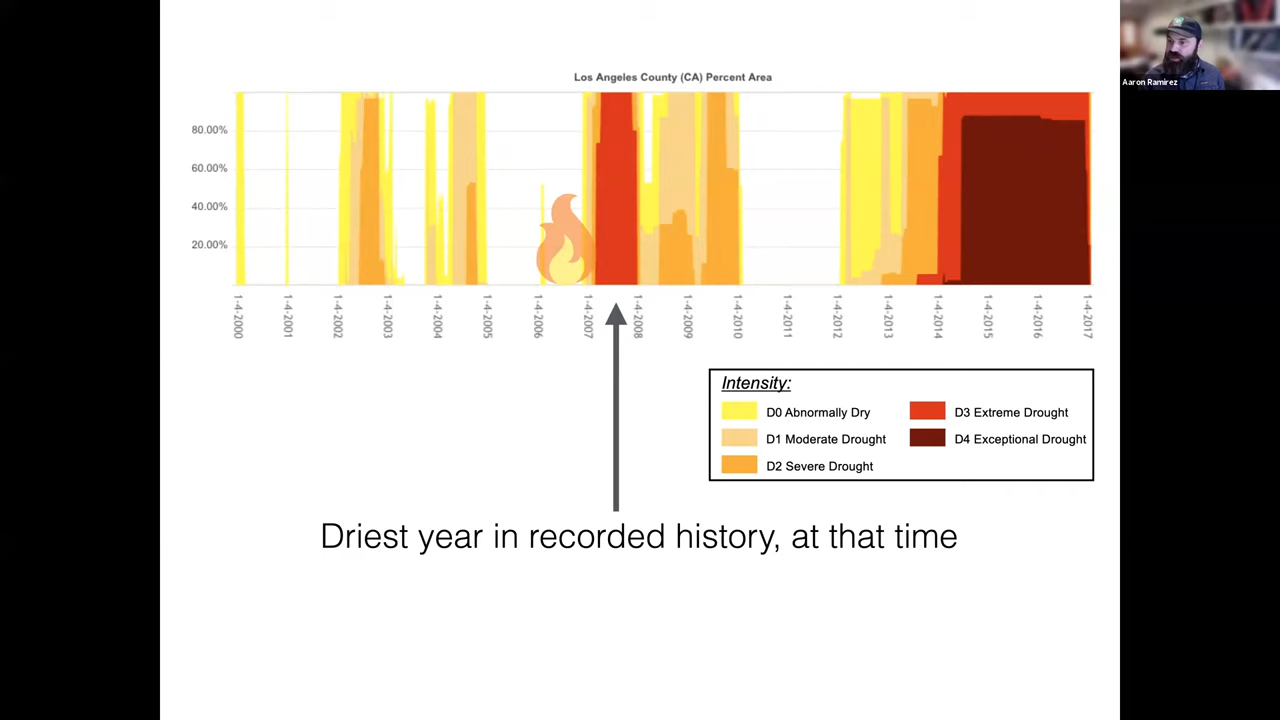 Aaron Ramirez
Los Angeles County (CA) Percent Area
80.00%
60.00%
40.00%
20.00%
1-4-2000
1-4-2001
1-4-2002
1-4-2003
1-4-2004
1-4-2005
1-4-2006
1-4-2007
1-4-2008
1-4-2009
1-4-2010
1-4-2011
1-4-2012
1-4-2013
1-4-2014
1-4-2015
1-4-2016
1-4-2017
Intensity:
D0 Abnormally Dry
D3 Extreme Drought
D1 Moderate Drought
D4 Exceptional Drought
D2 Severe Drought
Driest year in recorded history, at that time